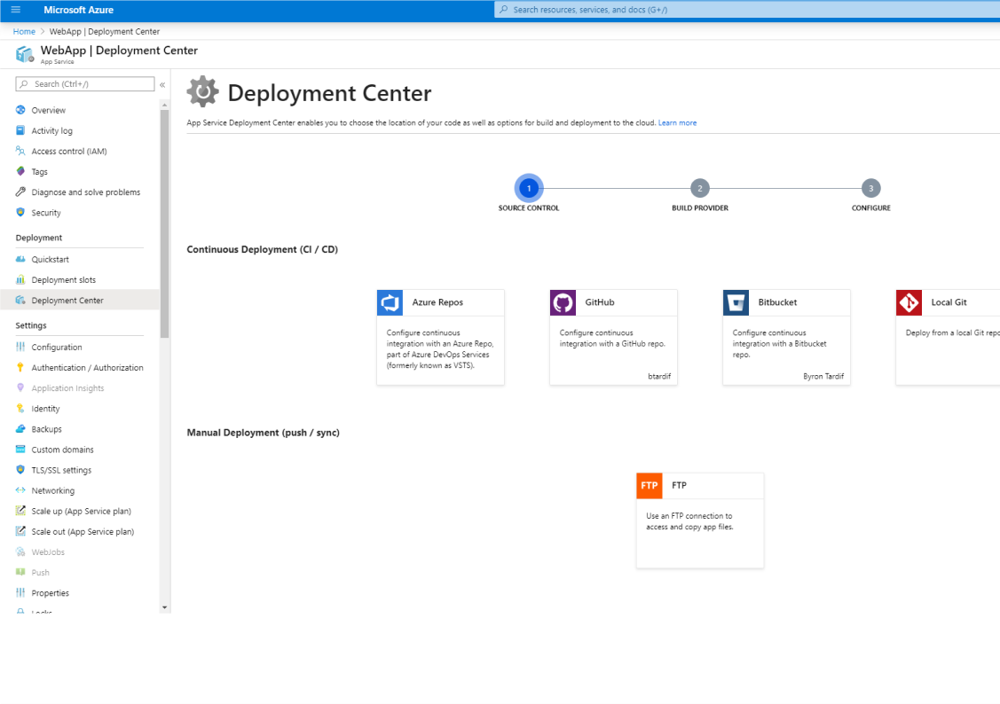 Microsoft Azure
Search resources, services, and docs (G+/)
Home > WebApp | Deployment Center
WebApp | Deployment Center
App Service
Search (Ctrl+/)
«
Overview
Activity log
Access control (IAM)
Tags
Diagnose and solve problems
Security
Deployment
Quickstart
Deployment slots
Deployment Center
Settings
Configuration
Authentication / Authorization
Application Insights
Identity
Backups
Custom domains
TLS/SSL settings
Networking
Scale up (App Service plan)
Scale out (App Service plan)
WebJobs
Push
Properties
Locks
Deployment Center
App Service Deployment Center enables you to choose the location of your code as well as options for build and deployment to the cloud. Learn more
1
2
3
SOURCE CONTROL
BUILD PROVIDER
CONFIGURE
Continuous Deployment (CI / CD)
Azure Repos
Configure continuous
integration with an Azure Repo,
part of Azure DevOps Services
(formerly known as VSTS).
GitHub
Configure continuous
integration with a GitHub repo.
btardif
Bitbucket
Configure continuous
integration with a Bitbucket
repo.
Byron Tardif
Local Git
Deploy from a local Git repo
Manual Deployment (push / sync)
FTP
FTP
Use an FTP connection to
access and copy app files.